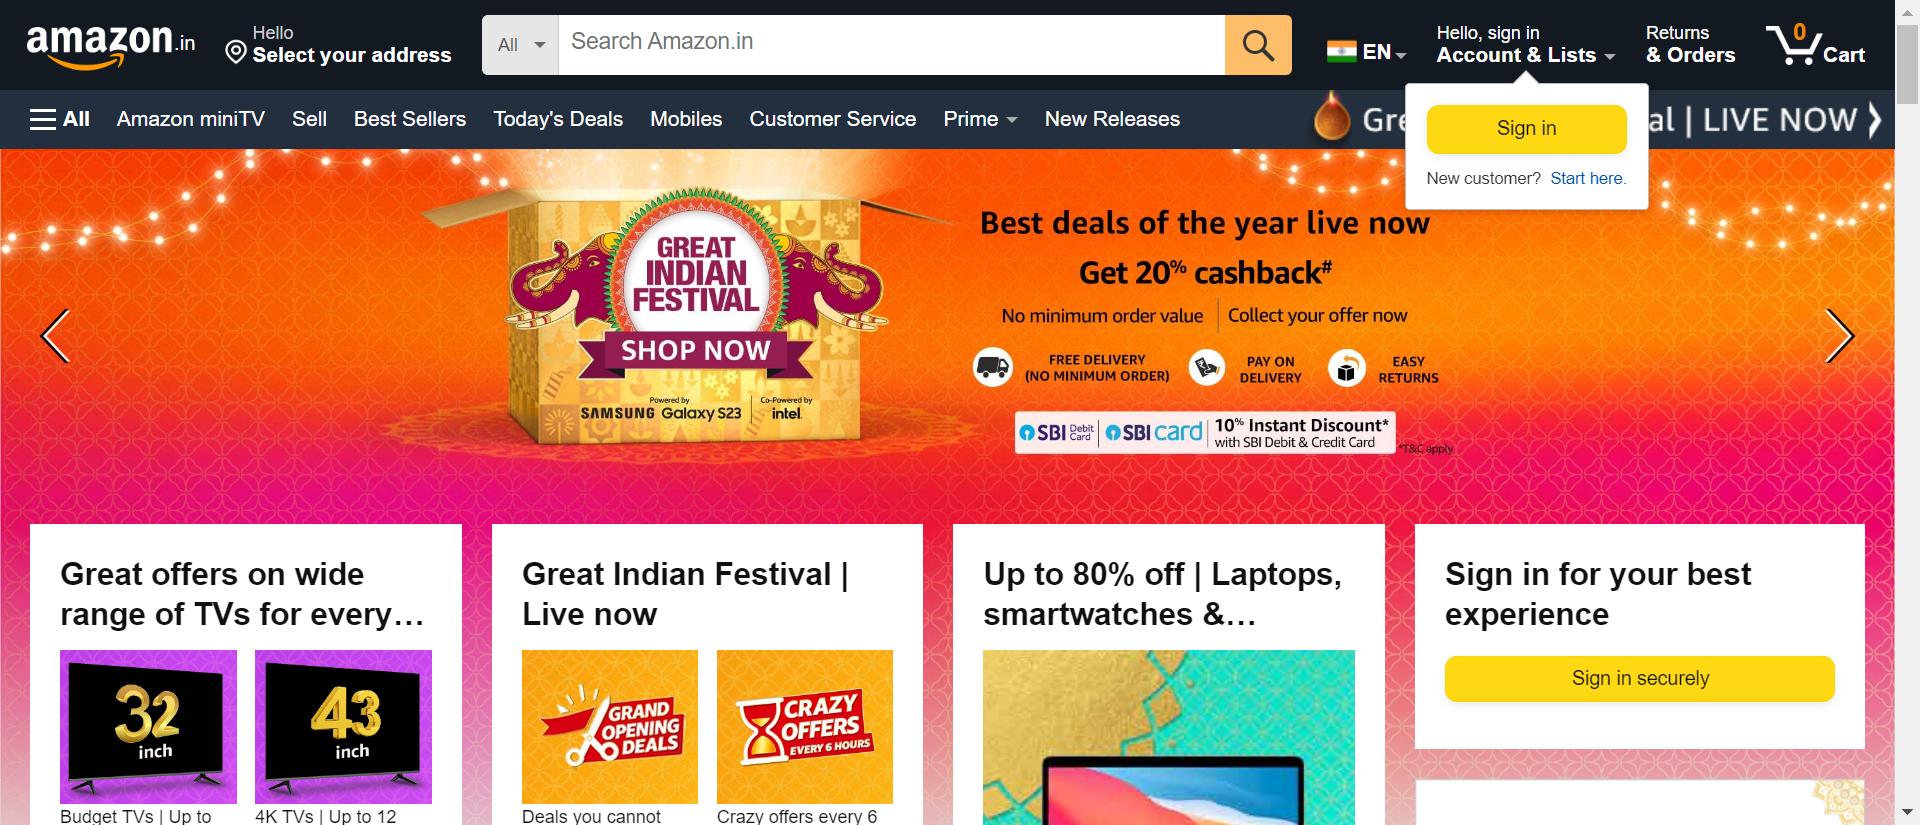 amazon.in
Hello
Select your address
All
Search Amazon.in
EN
Hello, sign in
Account & Lists
Returns
& Orders
0
Cart
All
Amazon miniTV
Sell
Best Sellers
Today's Deals
Mobiles
Customer Service
Prime
New Releases
Gre
al | LIVE NOW
Sign in
New customer? Start here.
GREAT
INDIAN
FESTIVAL
SHOP NOW
Powered by
SAMSUNG Galaxy S23
Co-Powered by
intel.
Best deals of the year live now
Get 20% cashback#
No minimum order value | Collect your offer now
FREE DELIVERY
(NO MINIMUM ORDER)
PAY ON
DELIVERY
EASY
RETURNS
SBI Debit Card | SBI card | 10% Instant Discount*
with SBI Debit & Credit Card
*T&C apply
Great offers on wide
range of TVs for every…
32
inch
43
inch
Budget TVs | Up to
4K TVs | Up to 12
Great Indian Festival |
Live now
GRAND
OPENING
DEALS
CRAZY
OFFERS
EVERY 6 HOURS
Deals you cannot
Crazy offers every 6
Up to 80% off | Laptops,
smartwatches &…
Sign in for your best
experience
Sign in securely